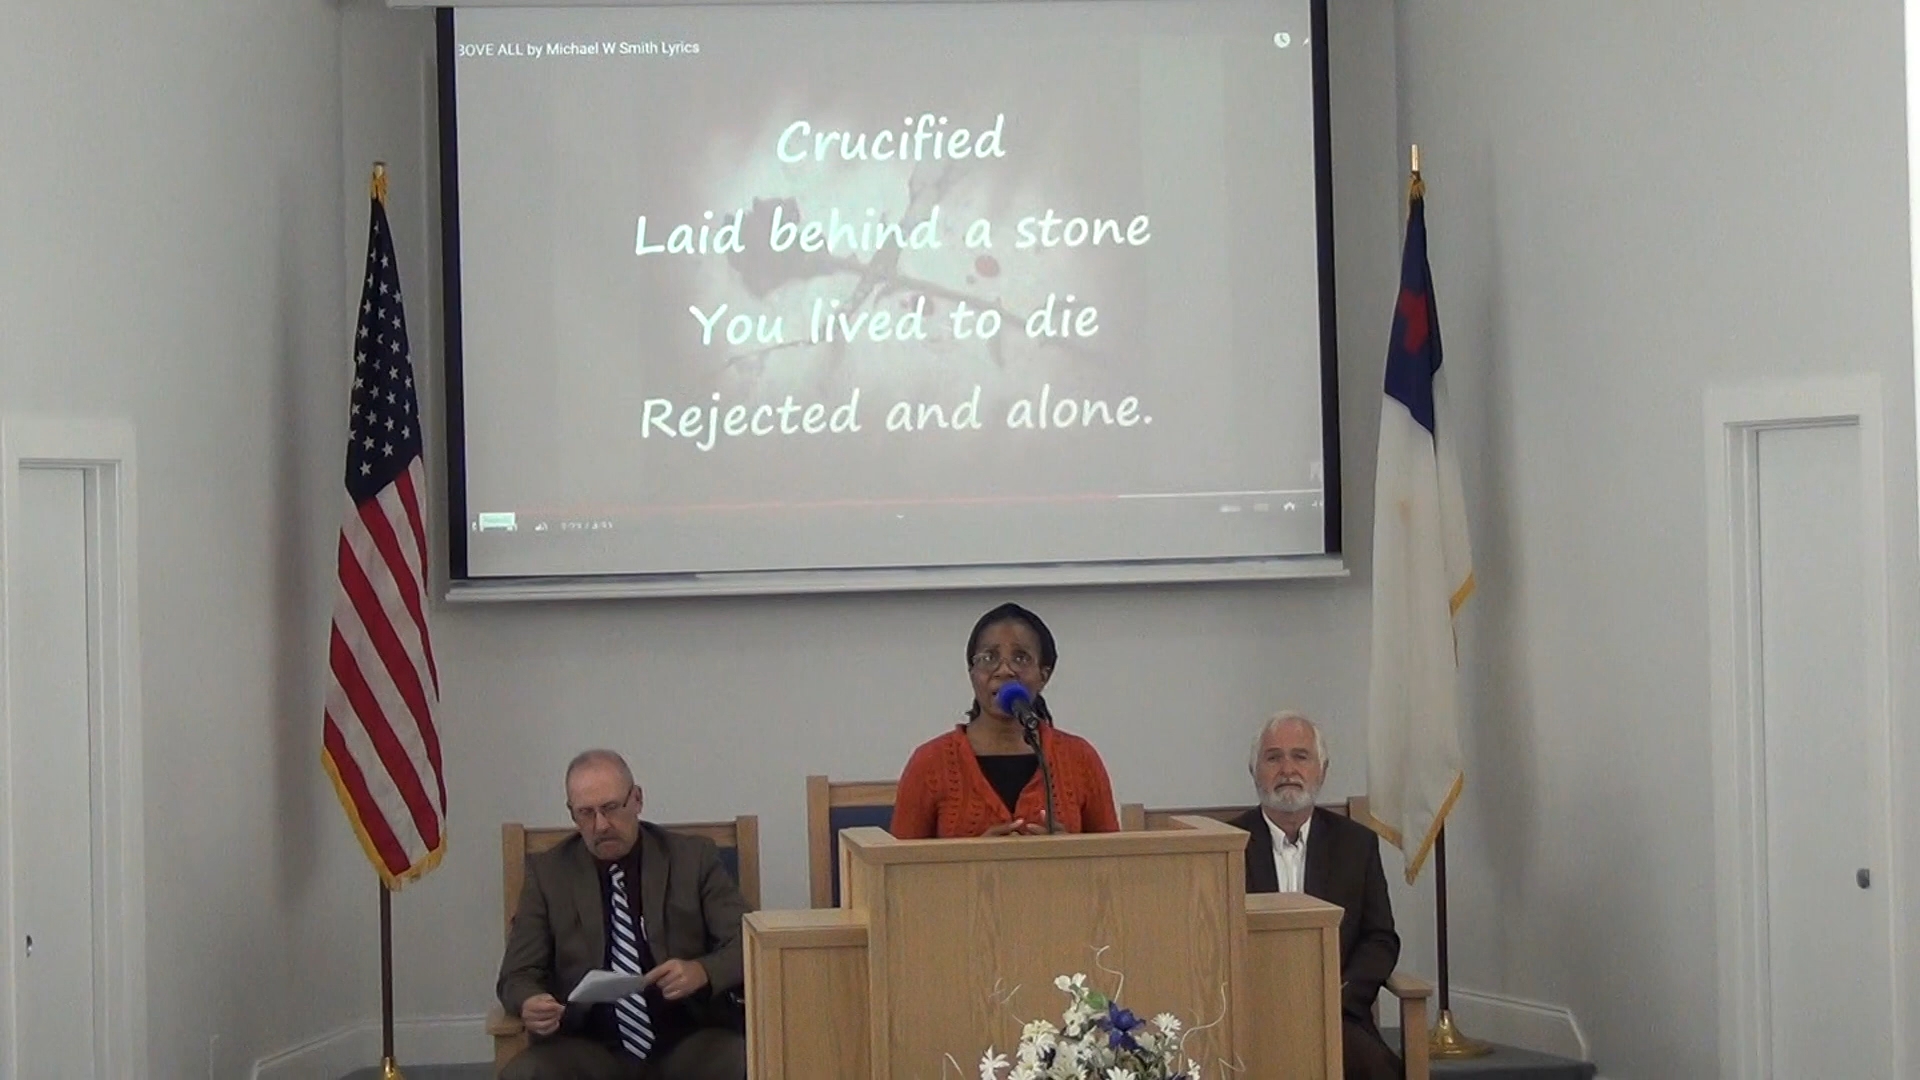 BOVE ALL by Michael W Smith Lyrics
Crucified
Laid behind a stone
You lived to die
Rejected and alone.